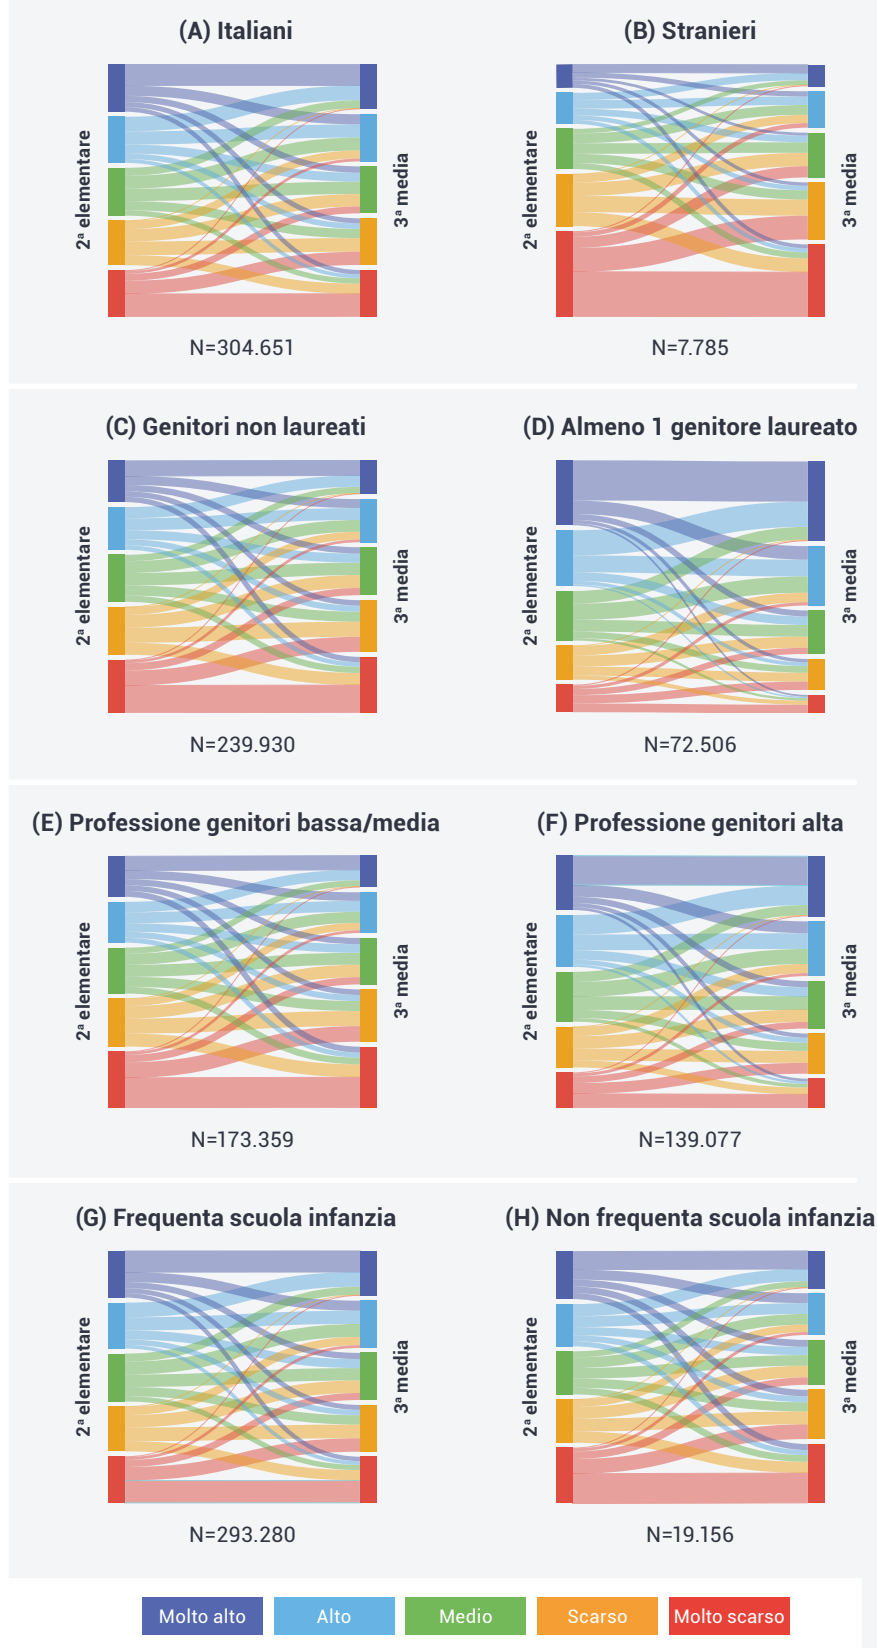 (A) Italiani
(B) Stranieri
2ª elementare
3ª media
2ª elementare
3ª media
N=304.651
N=7.785
(C) Genitori non laureati
(D) Almeno 1 genitore laureato
2ª elementare
3ª media
2ª elementare
3ª media
N=239.930
N=72.506
(E) Professione genitori bassa/media
(F) Professione genitori alta
2ª elementare
3ª media
2ª elementare
3ª media
N=173.359
N=139.077
(G) Frequenta scuola infanzia
(H) Non frequenta scuola infanzia
2ª elementare
3ª media
2ª elementare
3ª media
N=293.280
N=19.156
Molto alto
Alto
Medio
Scarso
Molto scarso